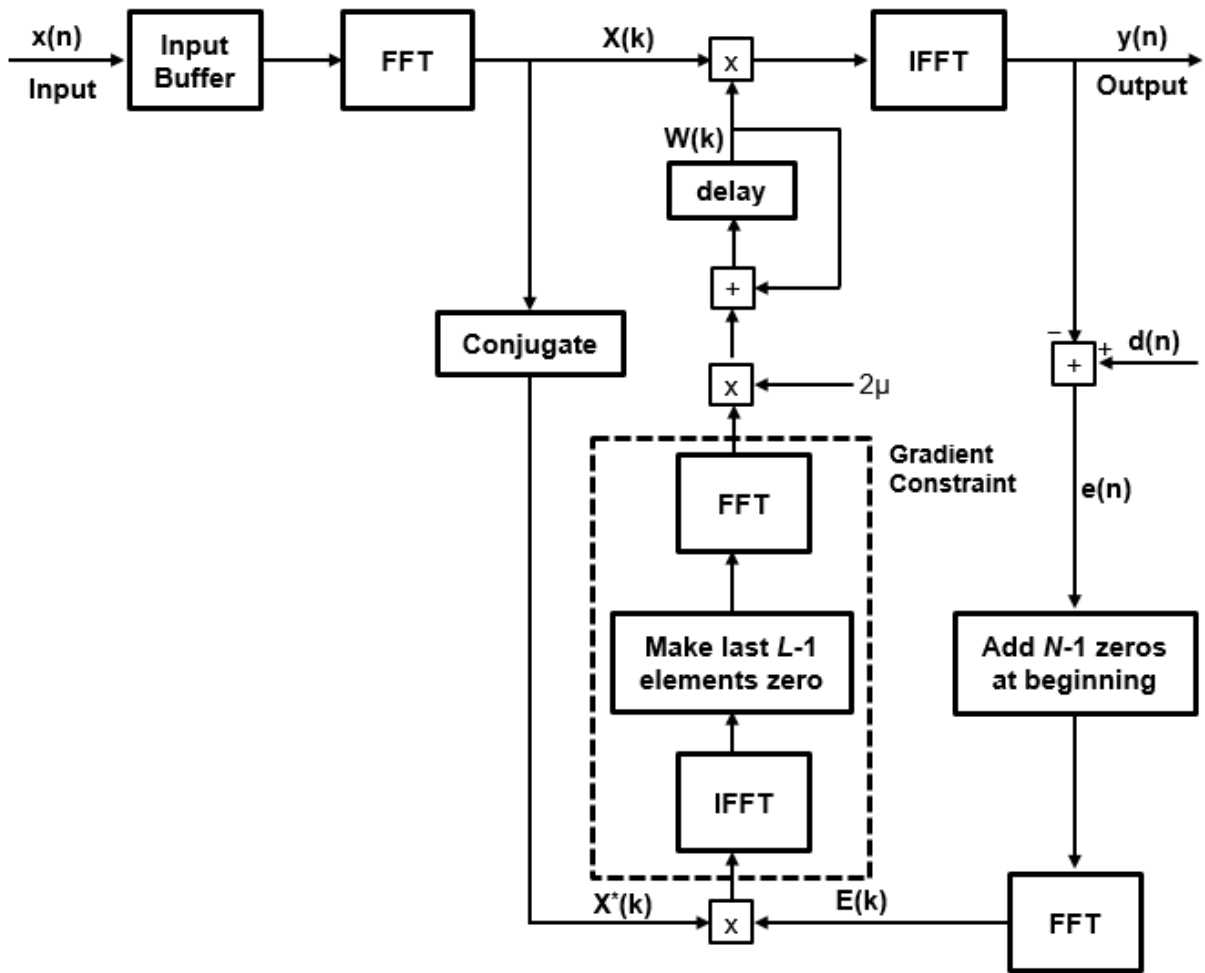 x(n)
Input
Input
Buffer
FFT
X(k)
x
IFFT
y(n)
Output
W(k)
delay
+
Conjugate
x
2μ
−
+
+
d(n)
Gradient
Constraint
FFT
e(n)
Make last L-1
elements zero
Add N-1 zeros
at beginning
IFFT
X*(k)
x
E(k)
FFT